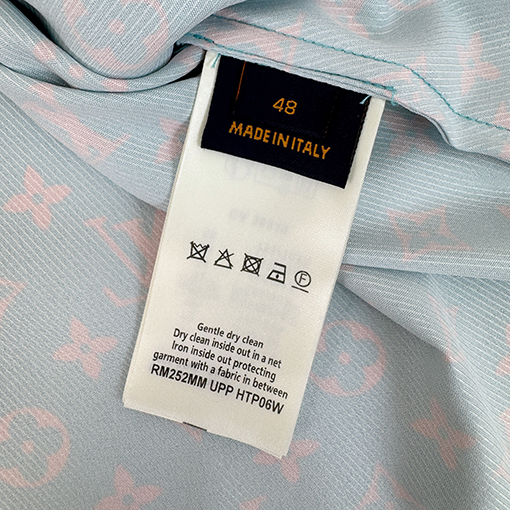 48
MADE IN ITALY
F
Gentle dry clean
Dry clean inside out in a net
Iron inside out protecting
garment with a fabric in between
RM252MM UPP HTP06W